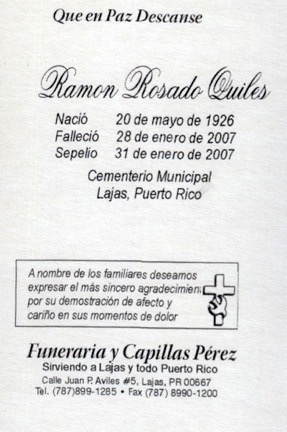 Que en Paz Descanse
Ramon Rosado Quiles
Nació 20 de mayo de 1926
Falleció 28 de enero de 2007
Sepelio 31 de enero de 2007
Cementerio Municipal
Lajas, Puerto Rico
A nombre de los familiares deseamos
expresar el más sincero agradecimien
por su demostración de afecto y
cariño en sus momentos de dolor
Funeraria y Capillas Pérez
Sirviendo a Lajas y todo Puerto Rico
Calle Juan P. Aviles #5, Lajas, PR 00667
Tel. (787)899-1285 • Fax (787) 8990-1200